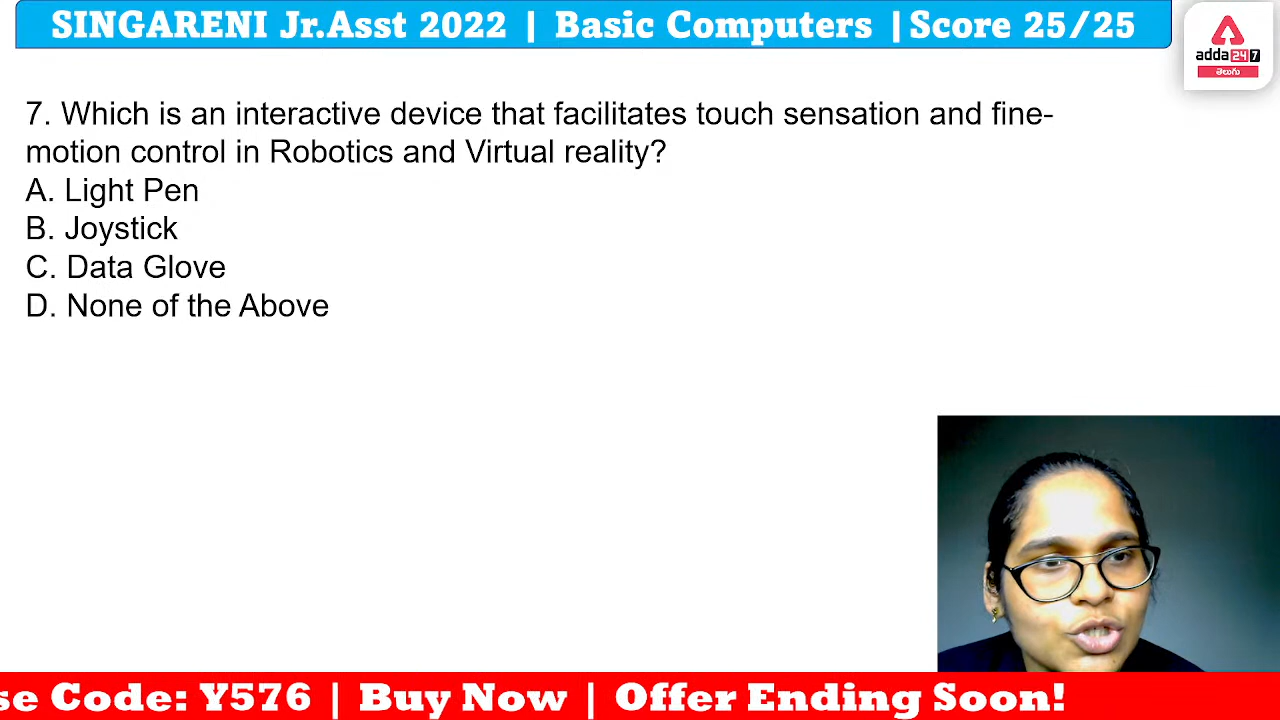 SINGARENI Jr.Asst 2022 | Basic Computers |Score 25/25
adda 24 7
తెలుగు
7. Which is an interactive device that facilitates touch sensation and fine-
motion control in Robotics and Virtual reality?
A. Light Pen
B. Joystick
C. Data Glove
D. None of the Above
se Code: Y576 | Buy Now | Offer Ending Soon!